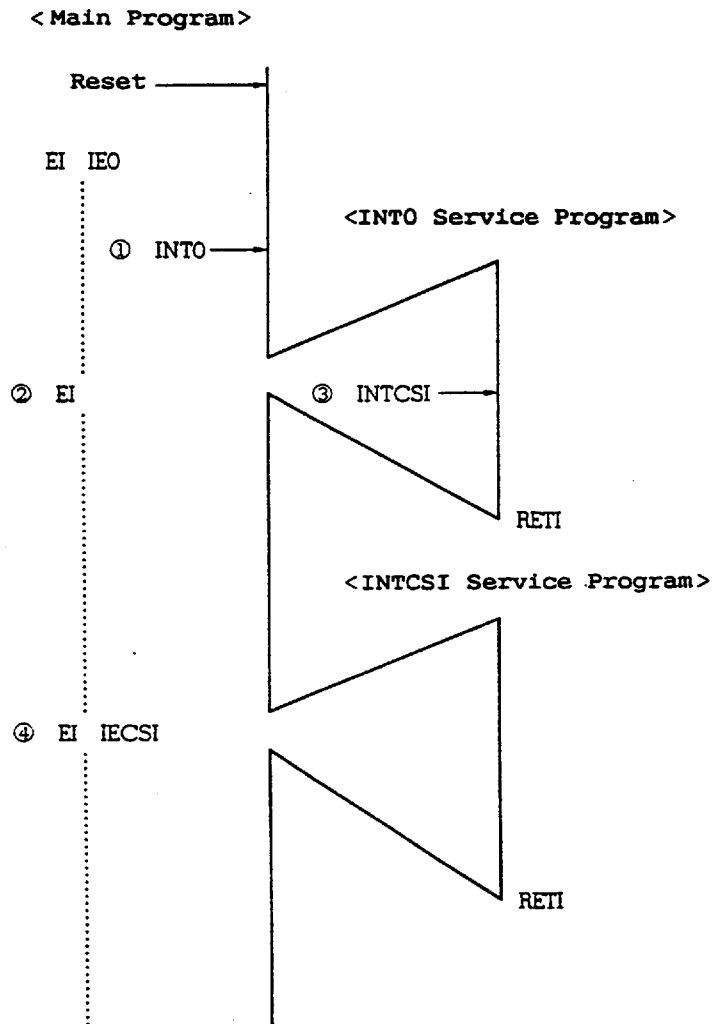 <Main Program>
Reset
EI IE0
<INT0 Service Program>
① INT0
② EI
③ INTCSI
RETI
<INTCSI Service Program>
④ EI IECSI
RETI